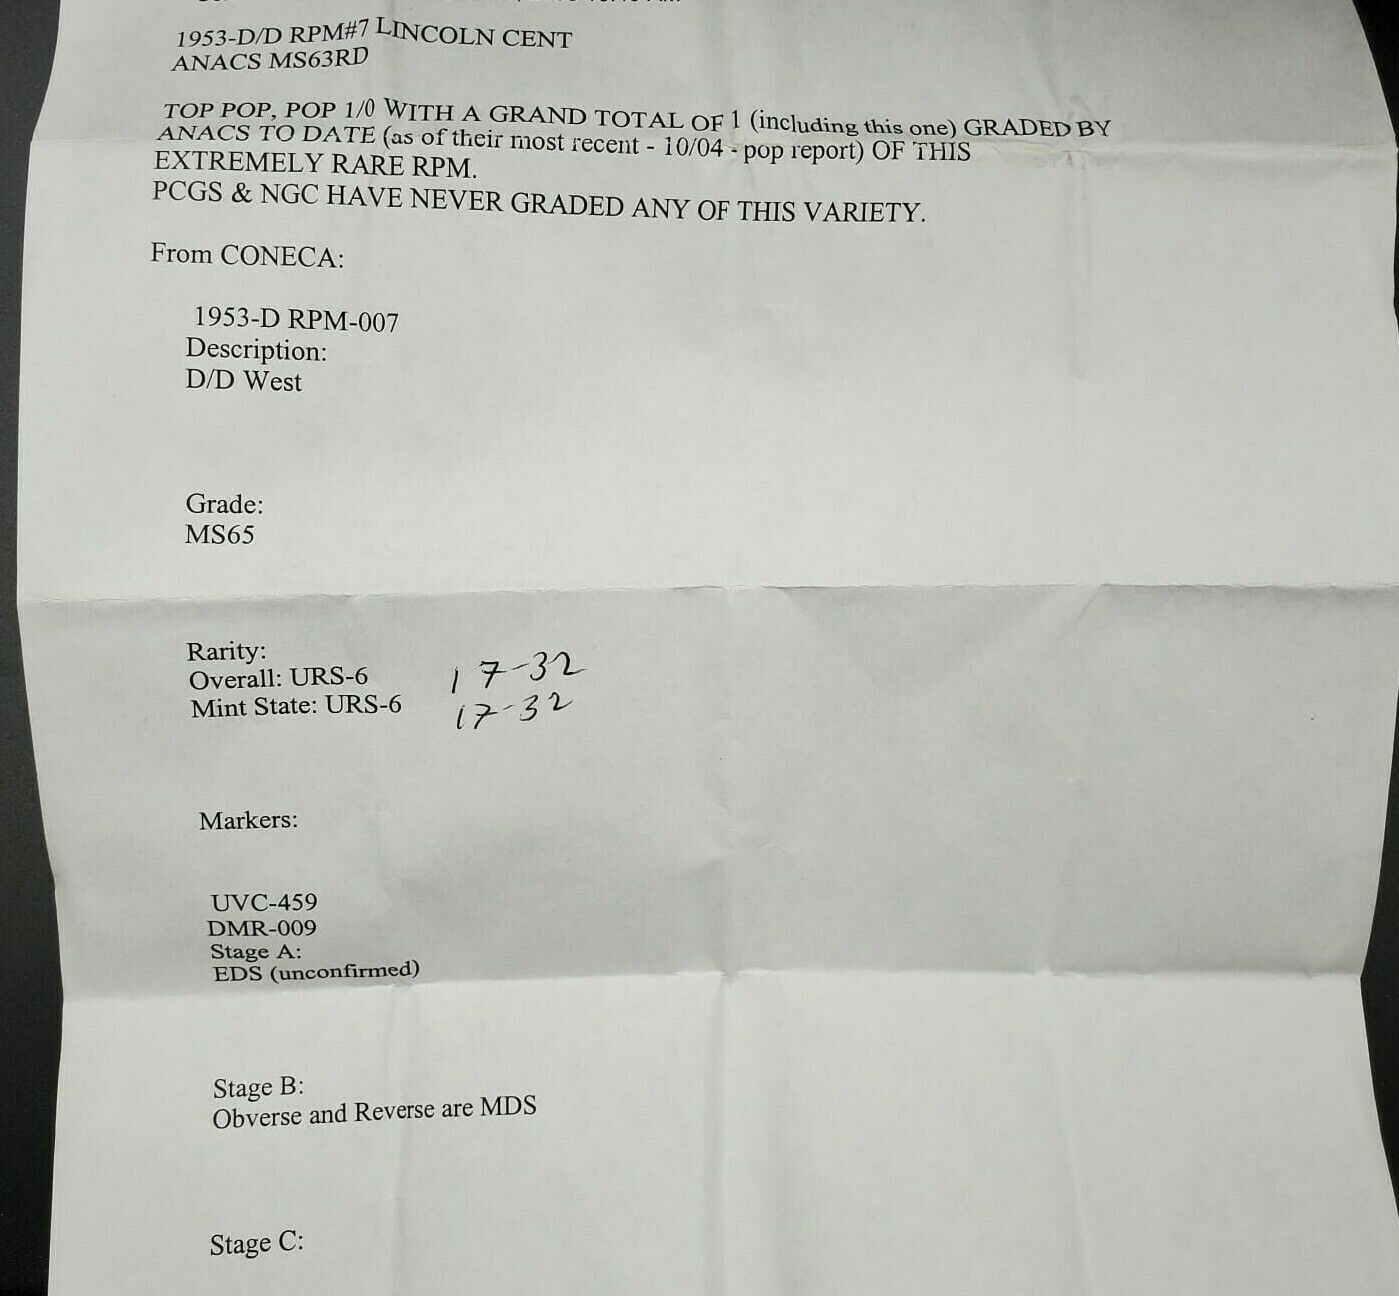 1953-D/D RPM#7 LINCOLN CENT
ANACS MS63RD
TOP POP, POP 1/0 WITH A GRAND TOTAL OF 1 (including this one) GRADED BY
ANACS TO DATE (as of their most recent - 10/04 - pop report) OF THIS
EXTREMELY RARE RPM.
PCGS & NGC HAVE NEVER GRADED ANY OF THIS VARIETY.
From CONECA:
1953-D RPM-007
Description:
D/D West
Grade:
MS65
Rarity:
Overall: URS-6 17-32
Mint State: URS-6 17-32
Markers:
UVC-459
DMR-009
Stage A:
EDS (unconfirmed)
Stage B:
Obverse and Reverse are MDS
Stage C: